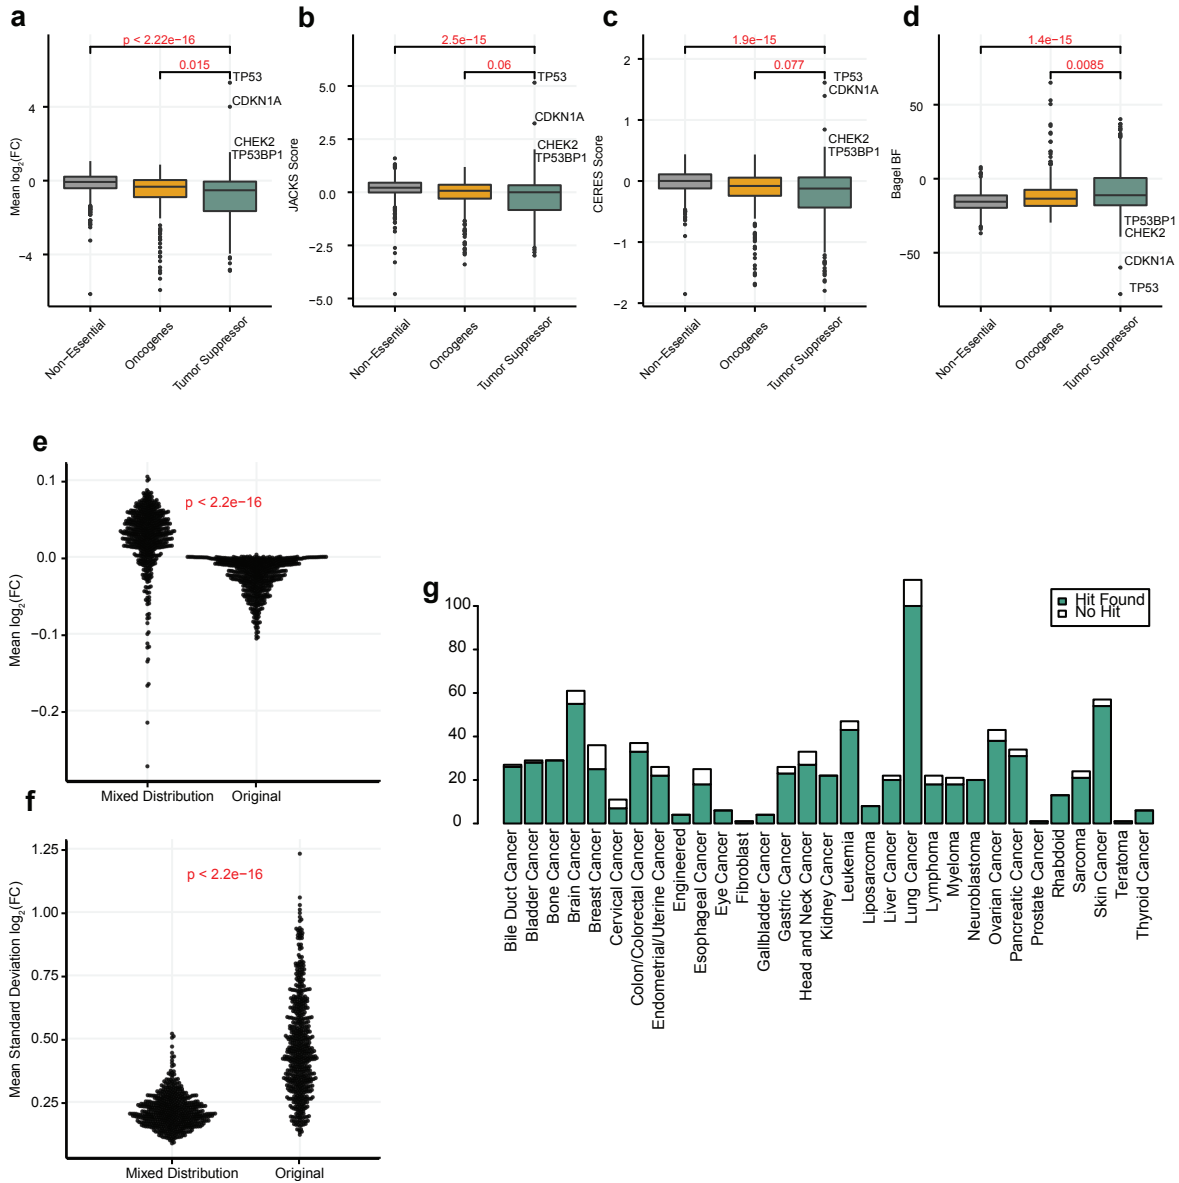 a
p < 2.22e−16
0.015
TP53
CDKN1A
CHEK2
TP53BP1
Mean log2(FC)
4
0
−4
Non−Essential
Oncogenes
Tumor Suppressor
b
2.5e−15
0.06
TP53
CDKN1A
CHEK2
TP53BP1
JACKS Score
5.0
2.5
0.0
−2.5
−5.0
Non−Essential
Oncogenes
Tumor Suppressor
c
1.9e−15
0.077
TP53
CDKN1A
CHEK2
TP53BP1
CERES Score
2
1
0
−1
−2
Non−Essential
Oncogenes
Tumor Suppressor
d
1.4e−15
0.0085
TP53BP1
CHEK2
CDKN1A
TP53
Bagel BF
50
0
−50
Non−Essential
Oncogenes
Tumor Suppressor
e
p < 2.2e−16
Mean log2(FC)
0.1
0.0
−0.1
−0.2
Mixed Distribution
Original
f
p < 2.2e−16
Mean Standard Deviation log2(FC)
1.25
1.00
0.75
0.50
0.25
Mixed Distribution
Original
g
Hit Found
No Hit
100
80
60
40
20
0
Bile Duct Cancer
Bladder Cancer
Bone Cancer
Brain Cancer
Breast Cancer
Cervical Cancer
Colon/Colorectal Cancer
Endometrial/Uterine Cancer
Engineered
Esophageal Cancer
Eye Cancer
Fibroblast
Gallbladder Cancer
Gastric Cancer
Head and Neck Cancer
Kidney Cancer
Leukemia
Liposarcoma
Liver Cancer
Lung Cancer
Lymphoma
Myeloma
Neuroblastoma
Ovarian Cancer
Pancreatic Cancer
Prostate Cancer
Rhabdoid
Sarcoma
Skin Cancer
Teratoma
Thyroid Cancer